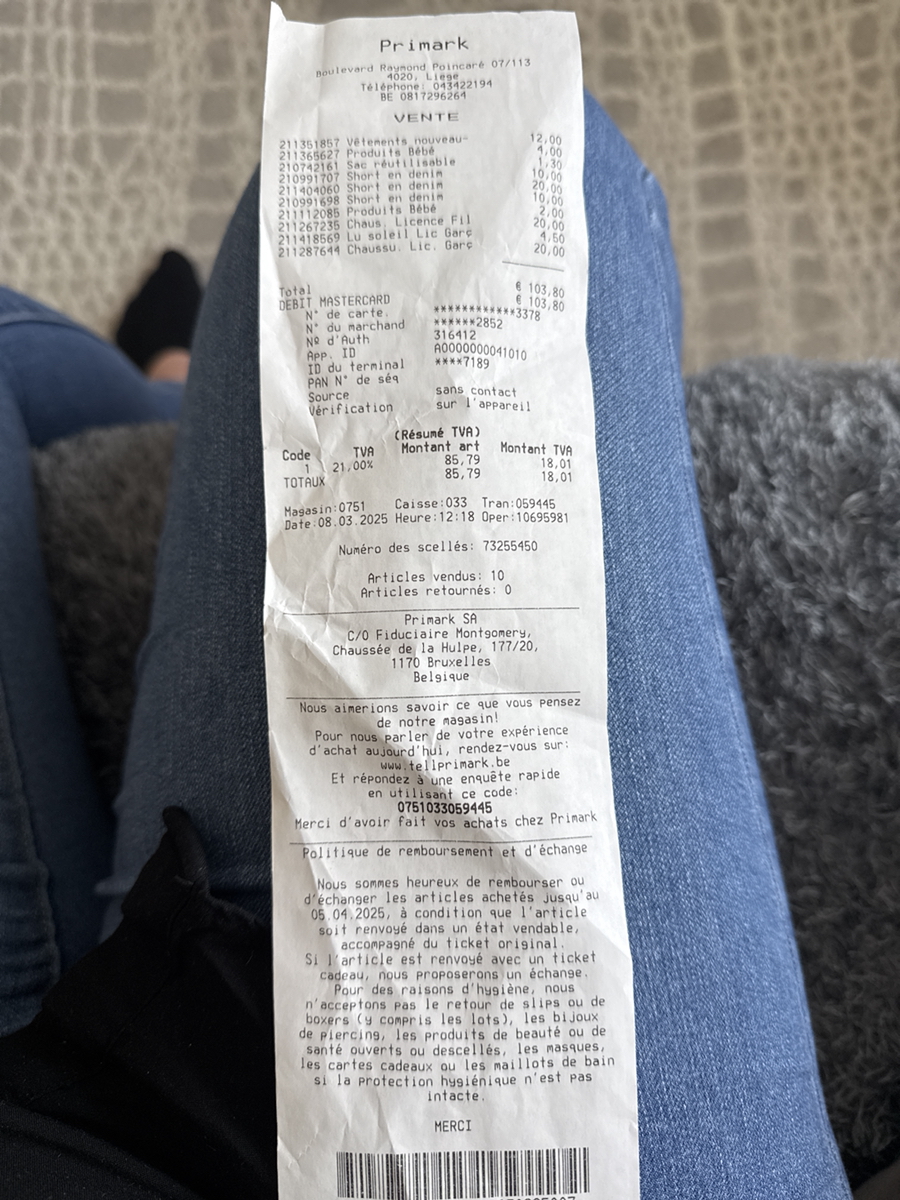 Primark
Boulevard Raymond Poincaré 07/113
4020, Liege
Téléphone: 043422194
BE 0817296264
VENTE
211351857 Vêtements nouveau- 12,00
211365627 Produits Bébé 4,00
210742161 Sac réutilisable 1,30
210991707 Short en denim 10,00
211404060 Short en denim 20,00
210991698 Short en denim 10,00
211112085 Produits Bébé 2,00
211267235 Chaus. Licence Fil 20,00
211418569 Lu soleil Lic Garç 4,50
211287644 Chaussu. Lic. Garç 20,00
Total € 103,80
DEBIT MASTERCARD € 103,80
N° de carte. ************3378
N° du marchand ******2852
Nº d'Auth 316412
App. ID A0000000041010
ID du terminal ****7189
PAN N° de séq
Source sans contact
Vérification sur l'appareil
(Résumé TVA)
Code TVA Montant art Montant TVA
1 21,00% 85,79 18,01
TOTAUX 85,79 18,01
Magasin:0751 Caisse:033 Tran:059445
Date:08.03.2025 Heure:12:18 Oper:10695981
Numéro des scellés: 73255450
Articles vendus: 10
Articles retournés: 0
Primark SA
C/O Fiduciaire Montgomery,
Chaussée de la Hulpe, 177/20,
1170 Bruxelles
Belgique
Nous aimerions savoir ce que vous pensez
de notre magasin!
Pour nous parler de votre expérience
d'achat aujourd'hui, rendez-vous sur:
www.tellprimark.be
Et répondez à une enquête rapide
en utilisant ce code:
0751033059445
Merci d'avoir fait vos achats chez Primark
Politique de remboursement et d'échange
Nous sommes heureux de rembourser ou
d'échanger les articles achetés jusqu'au
05.04.2025, à condition que l'article
soit renvoyé dans un état vendable,
accompagné du ticket original.
Si l'article est renvoyé avec un ticket
cadeau, nous proposerons un échange.
Pour des raisons d'hygiène, nous
n'acceptons pas le retour de slips ou de
boxers (y compris les lots), les bijoux
de piercing, les produits de beauté ou de
santé ouverts ou descellés, les masques,
les cartes cadeaux ou les maillots de bain
si la protection hygiénique n'est pas
intacte.
MERCI